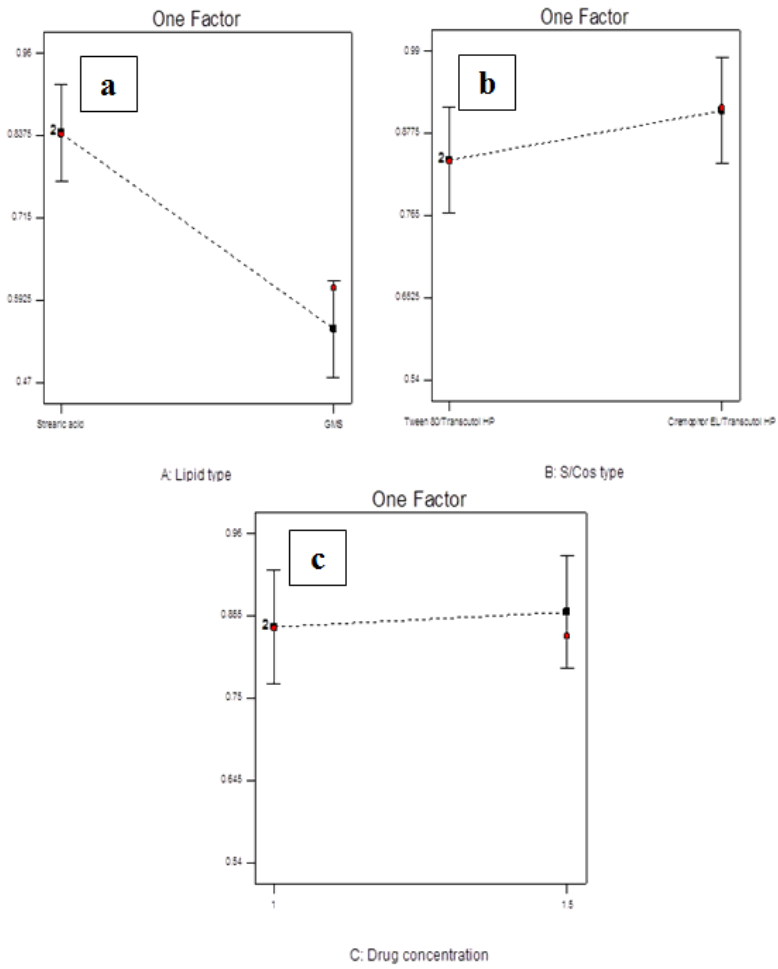 One Factor
a
0.96
0.8375
0.715
0.5925
0.47
2
Strearic acid
GMS
A: Lipid type
One Factor
b
0.99
0.8775
0.765
0.6525
0.54
2
Tween 80/Transcutol HP
Cremophor EL/Transcutol HP
B: S/Cos type
One Factor
c
0.96
0.855
0.75
0.645
0.54
2
1
1.5
C: Drug concentration